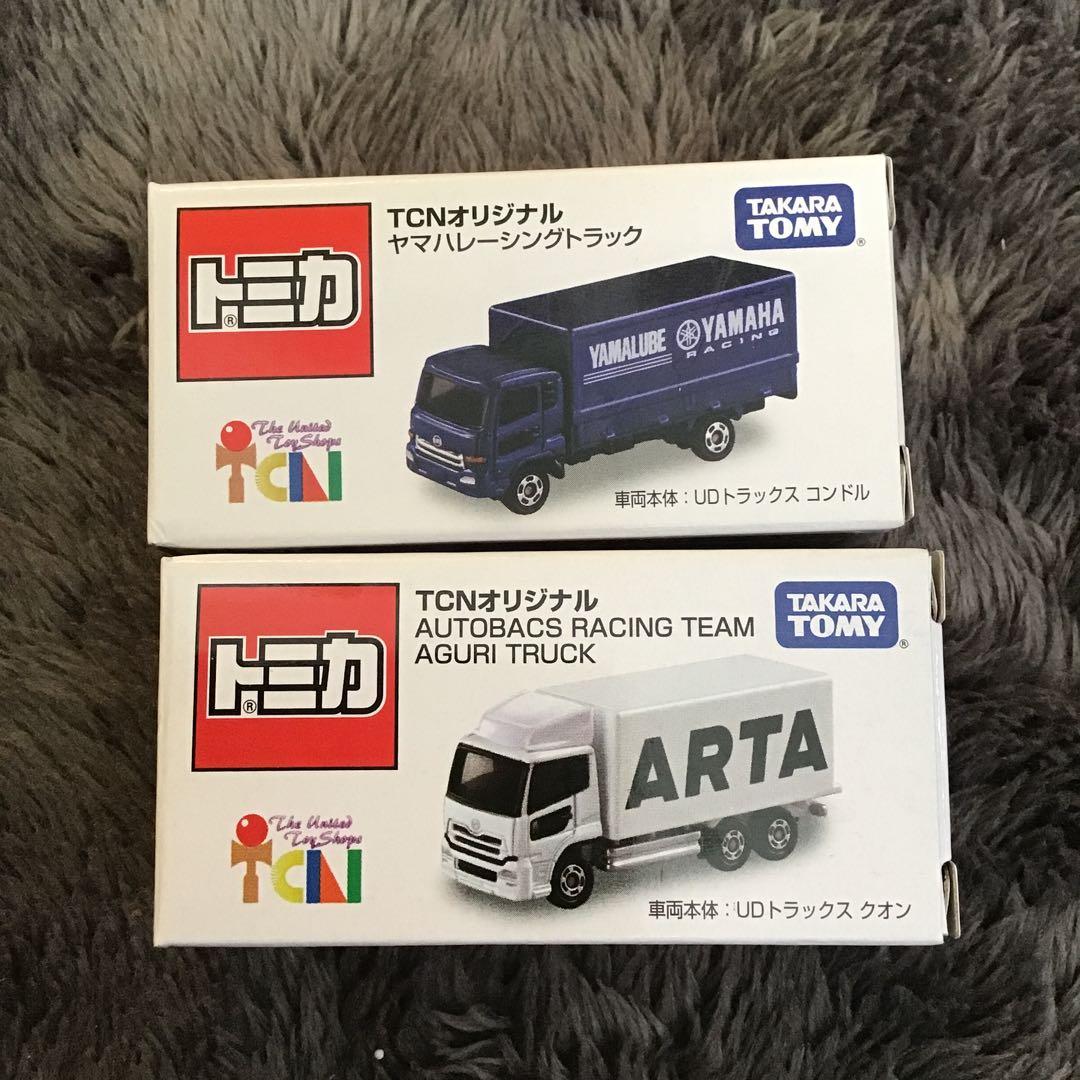 TCNオリジナル
ヤマハレーシングトラック
TAKARA
TOMY
®
トミカ
®
YAMALUBE YAMAHA
RACING
The United
ToyShops
TCN
車両本体：UDトラックス コンドル
TCNオリジナル
AUTOBACS RACING TEAM
AGURI TRUCK
TAKARA
TOMY
®
トミカ
®
ARTA
The United
ToyShops
TCN
車両本体：UDトラックス クオン